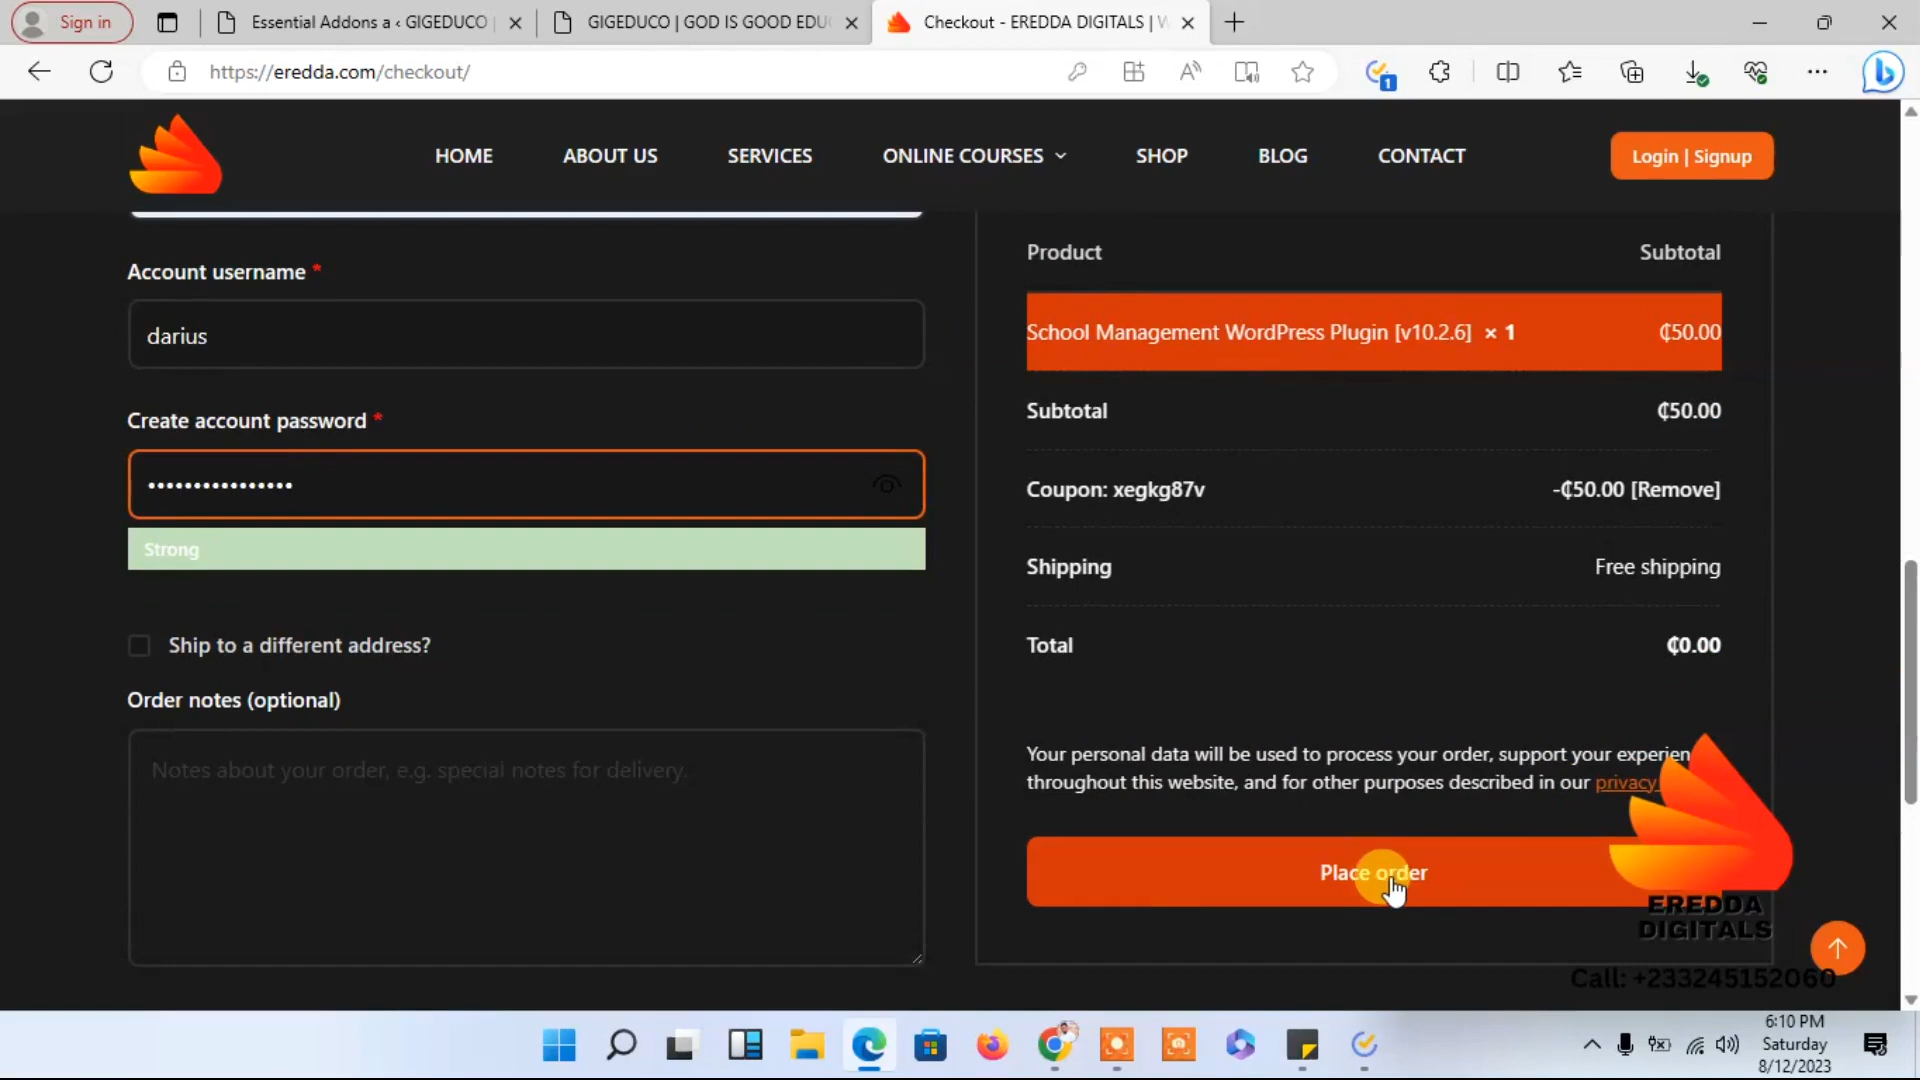 Sign in
Essential Addons a ‹ GIGEDUCO
GIGEDUCO | GOD IS GOOD EDU
Checkout - EREDDA DIGITALS | W
https://eredda.com/checkout/
1
HOME
ABOUT US
SERVICES
ONLINE COURSES
SHOP
BLOG
CONTACT
Login | Signup
Account username *
darius
Create account password *
Strong
Ship to a different address?
Order notes (optional)
Notes about your order, e.g. special notes for delivery.
Product Subtotal
School Management WordPress Plugin [v10.2.6] × 1 ₵50.00
Subtotal ₵50.00
Coupon: xegkg87v -₵50.00 [Remove]
Shipping Free shipping
Total ₵0.00
Your personal data will be used to process your order, support your experien
throughout this website, and for other purposes described in our privacy
Place order
EREDDA
DIGITALS
Call: +233245152060
6:10 PM
Saturday
8/12/2023